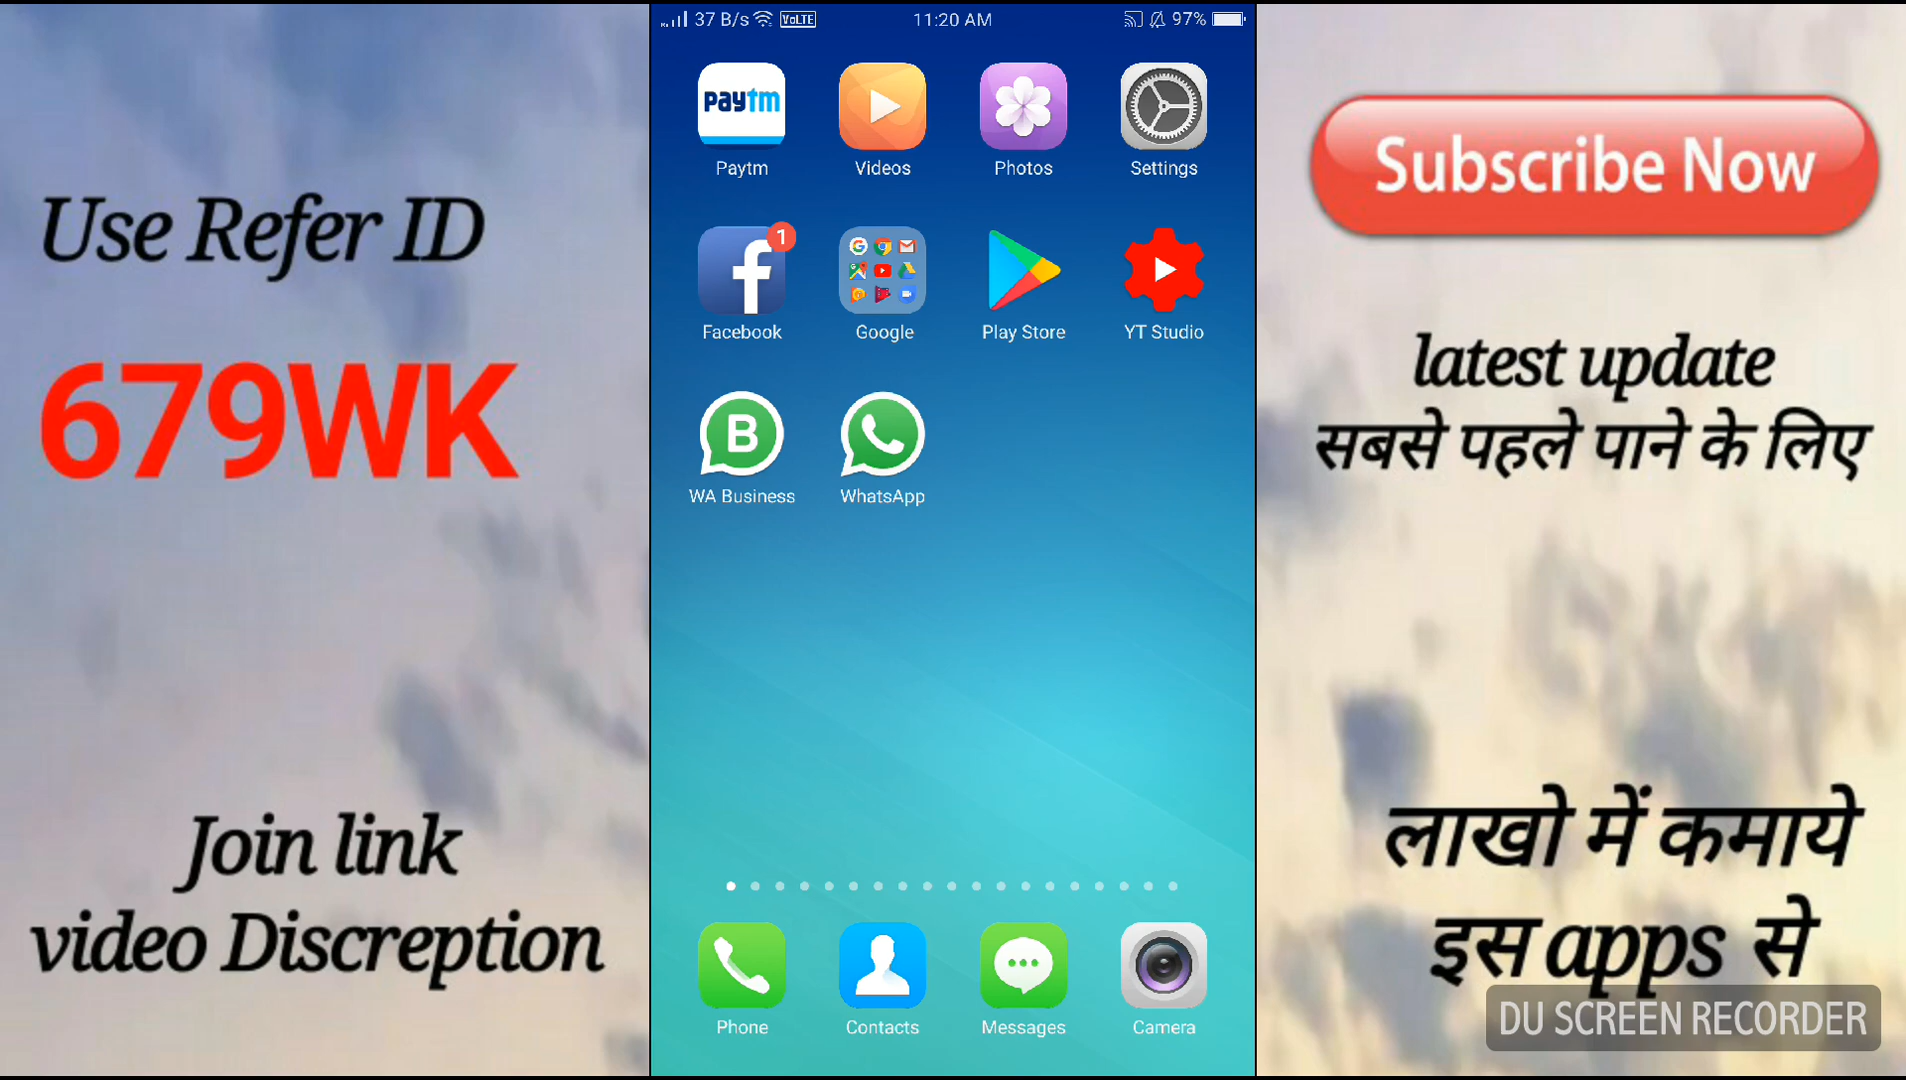 37 B/s VoLTE 11:20 AM 97%
Use Refer ID
679WK
Join link
video Discreption
paytm
Paytm Videos Photos Settings
1
Facebook Google Play Store YT Studio
B
WA Business WhatsApp
Phone Contacts Messages Camera
Subscribe Now
latest update
सबसे पहले पाने के लिए
लाखो में कमाये
इस apps से
DU SCREEN RECORDER